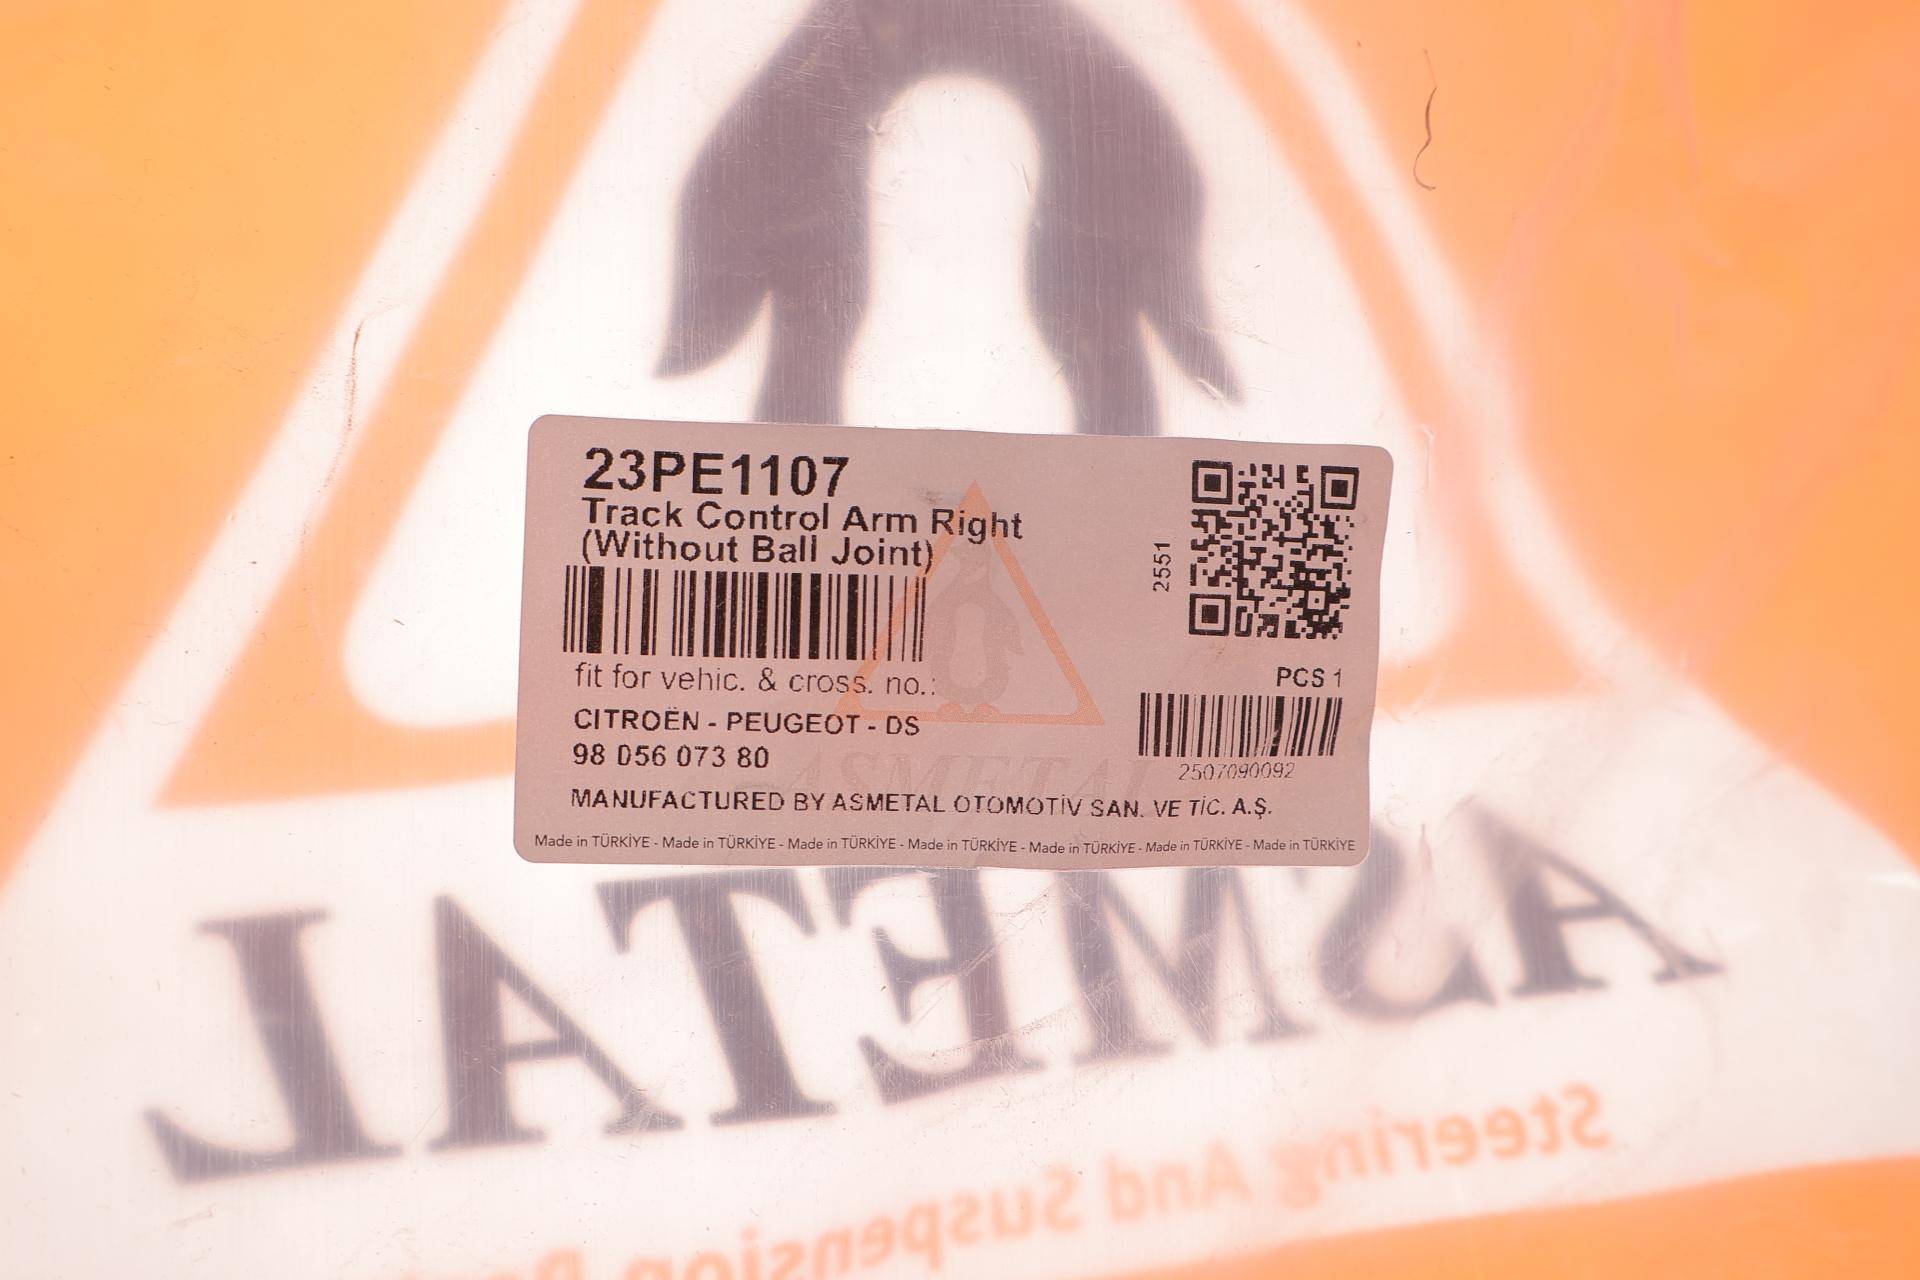 23PE1107
Track Control Arm Right
(Without Ball Joint)
2551
fit for vehic. & cross. no.:
CITROËN - PEUGEOT - DS
98 056 073 80
PCS 1
2507090092
MANUFACTURED BY ASMETAL OTOMOTİV SAN. VE TİC. A.Ş.
Made in TÜRKİYE - Made in TÜRKİYE - Made in TÜRKİYE - Made in TÜRKİYE - Made in TÜRKİYE - Made in TÜRKİYE - Made in TÜRKİYE
ASMETAL
ASMETAL
Steering And Suspension